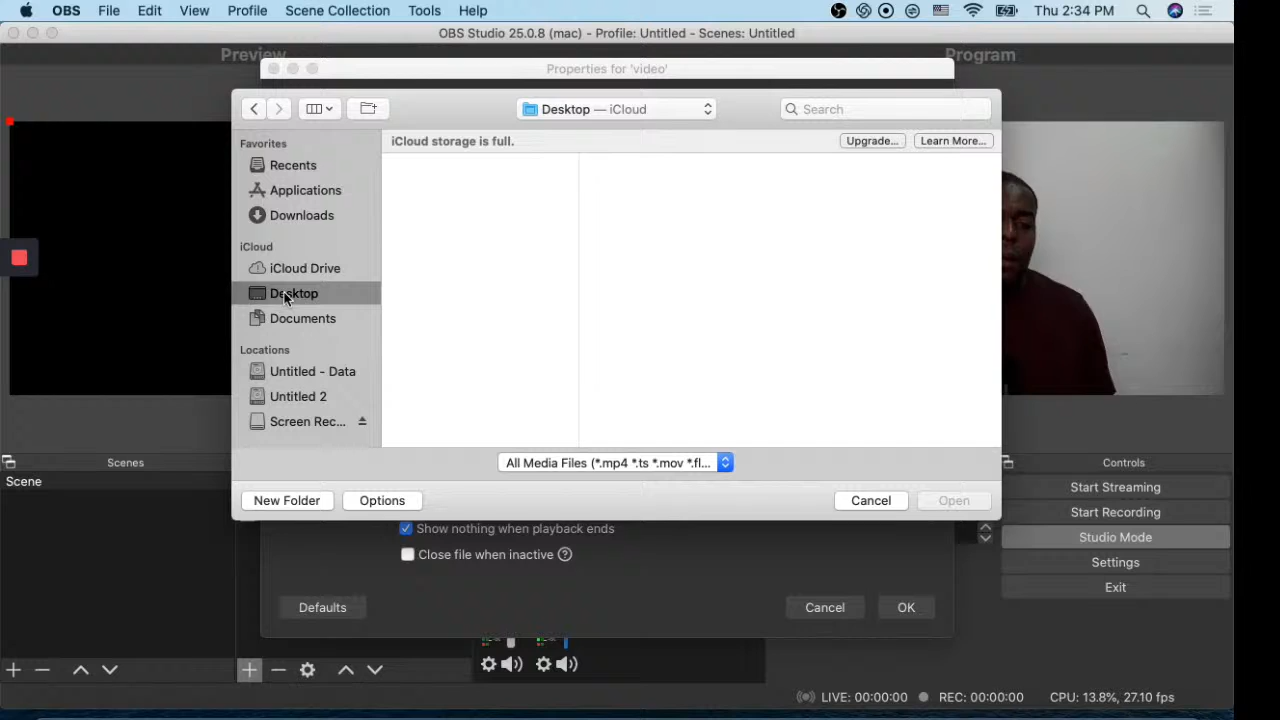 OBS File Edit View Profile Scene Collection Tools Help Thu 2:34 PM
OBS Studio 25.0.8 (mac) - Profile: Untitled - Scenes: Untitled
Preview
Program
Properties for 'video'
Desktop — iCloud
Search
Favorites
Recents
Applications
Downloads
iCloud
iCloud Drive
Desktop
Documents
Locations
Untitled - Data
Untitled 2
Screen Rec...
iCloud storage is full.
Upgrade...
Learn More...
All Media Files (*.mp4 *.ts *.mov *.fl...
New Folder
Options
Cancel
Open
Show nothing when playback ends
Close file when inactive ?
Defaults
Cancel
OK
Scenes
Scene
Controls
Start Streaming
Start Recording
Studio Mode
Settings
Exit
LIVE: 00:00:00 REC: 00:00:00 CPU: 13.8%, 27.10 fps